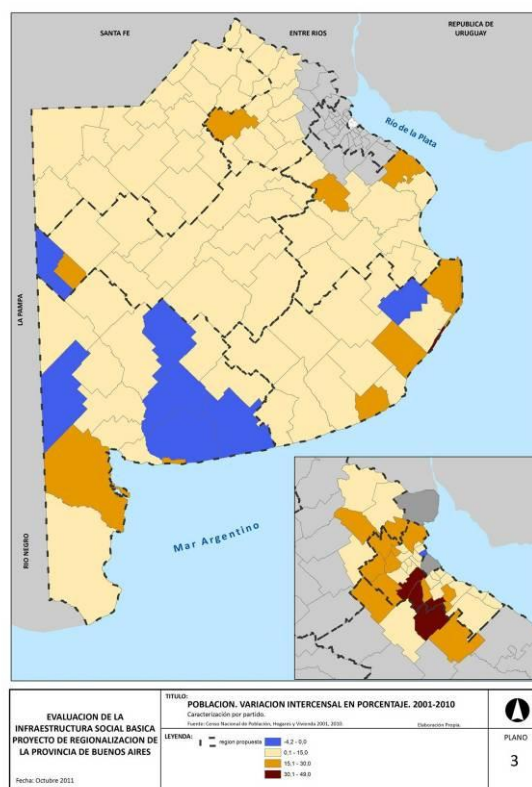 SANTA FE
ENTRE RIOS
REPUBLICA DE
URUGUAY
Río de la Plata
LA PAMPA
RIO NEGRO
Mar Argentino
EVALUACION DE LA
INFRAESTRUCTURA SOCIAL BASICA
PROYECTO DE REGIONALIZACION DE
LA PROVINCIA DE BUENOS AIRES
Fecha: Octubre 2011
TITULO:
POBLACION. VARIACION INTERCENSAL EN PORCENTAJE. 2001-2010
Caracterización por partido.
Fuente: Censo Nacional de Población, Hogares y Vivienda 2001, 2010.
Elaboración Propia.
LEYENDA:
region propuesta
-4,2 - 0,0
0,1 - 15,0
15,1 - 30,0
30,1 - 49,0
PLANO
3